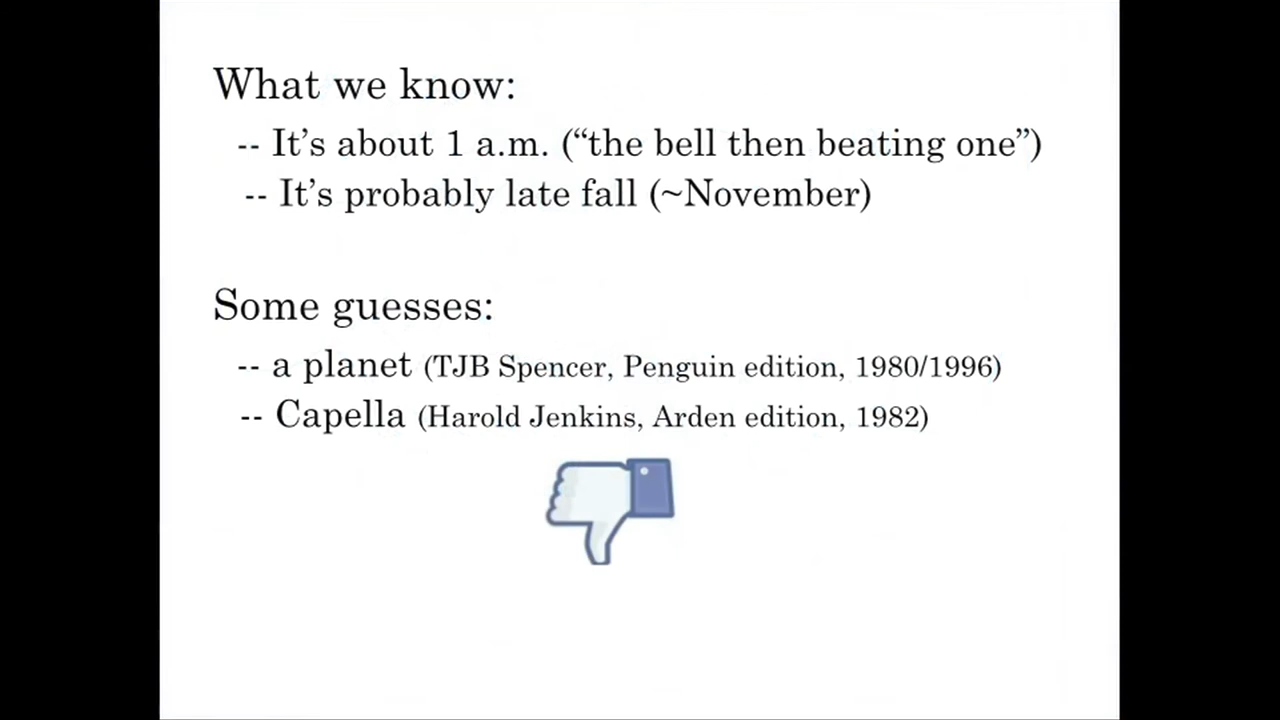 What we know:
-- It’s about 1 a.m. (“the bell then beating one”)
-- It’s probably late fall (~November)
Some guesses:
-- a planet (TJB Spencer, Penguin edition, 1980/1996)
-- Capella (Harold Jenkins, Arden edition, 1982)